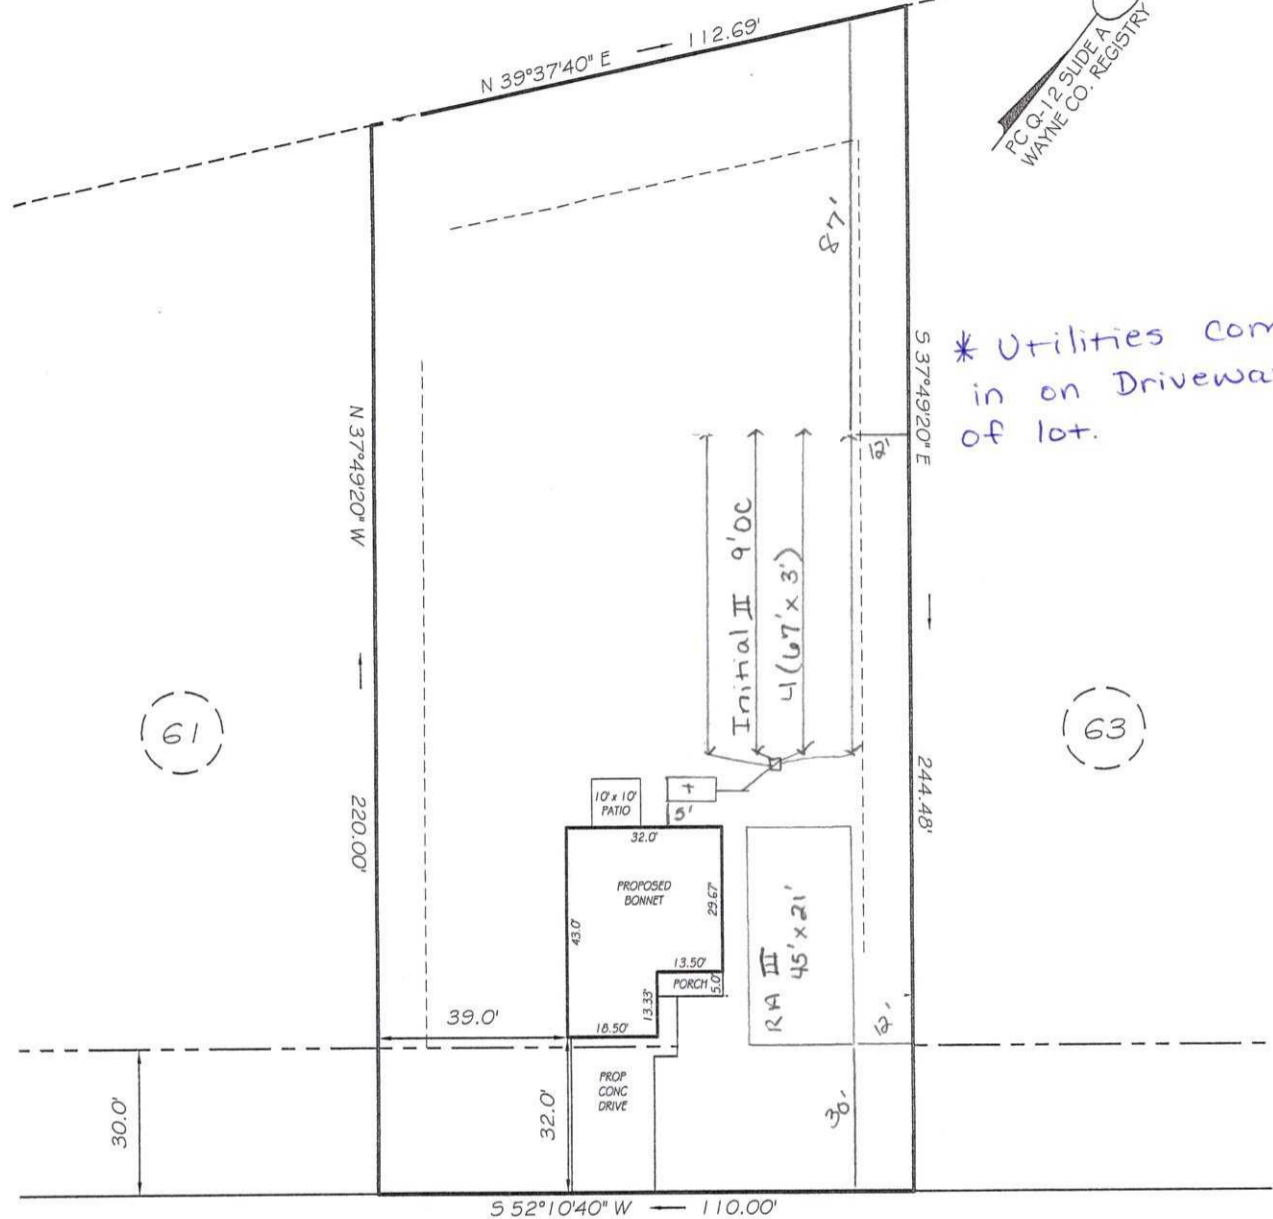 N 39°37'40" E
112.69'
PC Q-12 SLIDE A
WAYNE CO. REGISTRY
87'
* Utilities com
in on Drivewa
of lot.
12'
S 37°49'20" E
244.48'
N 37°49'20" W
220.00'
Initial II 9'OC
4(67' x 3')
61
63
10' x 10'
PATIO
5'
32.0'
PROPOSED
BONNET
29.67'
43.0'
13.50'
PORCH
5.0'
13.33'
18.50'
RA III
45' x 21'
12'
39.0'
30.0'
32.0'
PROP
CONC
DRIVE
30'
S 52°10'40" W
110.00'